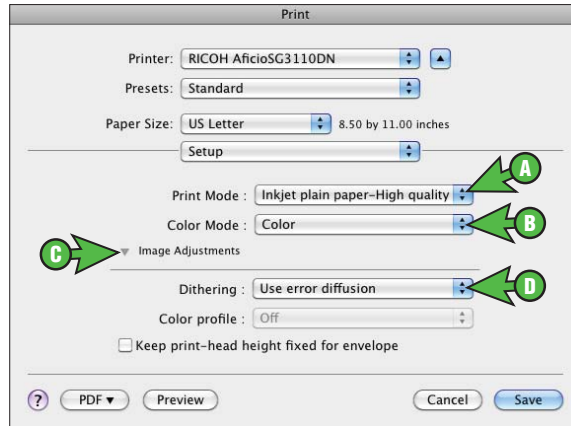 Print
Printer: RICOH AficioSG3110DN
Presets: Standard
Paper Size: US Letter 8.50 by 11.00 inches
Setup
A
Print Mode : Inkjet plain paper–High quality
B
Color Mode : Color
C
Image Adjustments
D
Dithering : Use error diffusion
Color profile : Off
Keep print-head height fixed for envelope
? PDF ▼ Preview Cancel Save